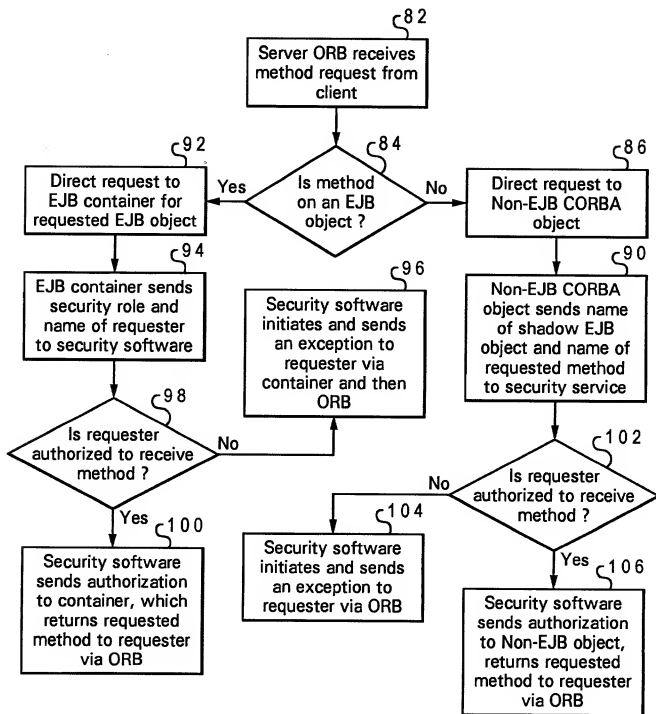 82
Server ORB receives
method request from
client
84
Is method
on an EJB
object ?
Yes
No
92
Direct request to
EJB container for
requested EJB object
86
Direct request to
Non-EJB CORBA
object
94
EJB container sends
security role and
name of requester
to security software
96
Security software
initiates and sends
an exception to
requester via
container and then
ORB
90
Non-EJB CORBA
object sends name
of shadow EJB
object and name of
requested method
to security service
98
Is requester
authorized to receive
method ?
No
Yes
102
Is requester
authorized to receive
method ?
No
Yes
100
Security software
sends authorization
to container, which
returns requested
method to requester
via ORB
104
Security software
initiates and sends
an exception to
requester via ORB
106
Security software
sends authorization
to Non-EJB object,
returns requested
method to requester
via ORB